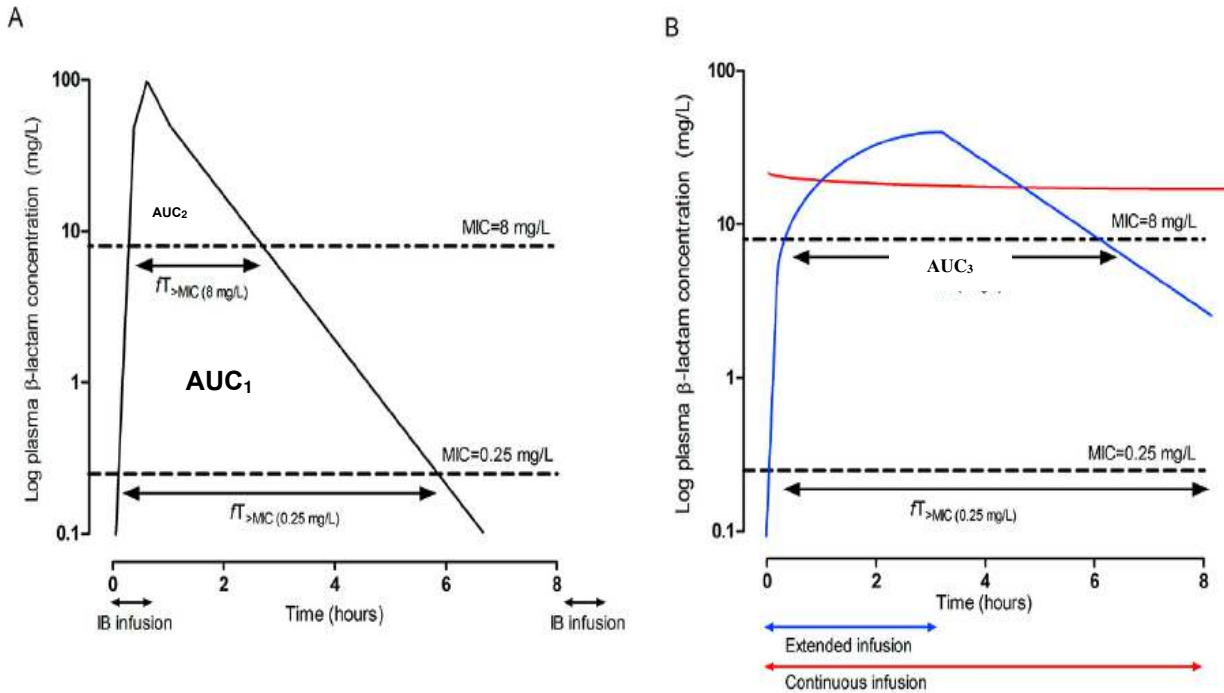 A
Log plasma β-lactam concentration (mg/L)
100
10
1
0.1
AUC₂
MIC=8 mg/L
fT>MIC (8 mg/L)
AUC₁
MIC=0.25 mg/L
fT>MIC (0.25 mg/L)
0 2 4 6 8
Time (hours)
IB infusion
IB infusion
B
Log plasma β-lactam concentration (mg/L)
100
10
1
0.1
MIC=8 mg/L
AUC₃
MIC=0.25 mg/L
fT>MIC (0.25 mg/L)
0 2 4 6 8
Time (hours)
Extended infusion
Continuous infusion